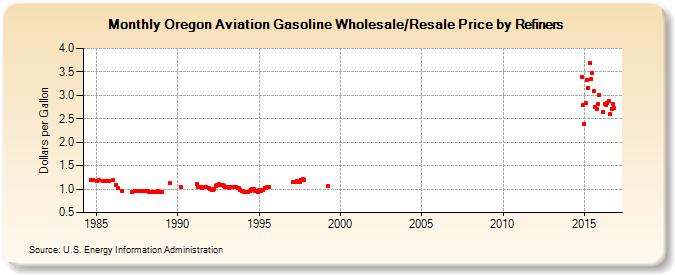 Monthly Oregon Aviation Gasoline Wholesale/Resale Price by Refiners
Dollars per Gallon
4.0
3.5
3.0
2.5
2.0
1.5
1.0
0.5
1985 1990 1995 2000 2005 2010 2015
Source: U.S. Energy Information Administration